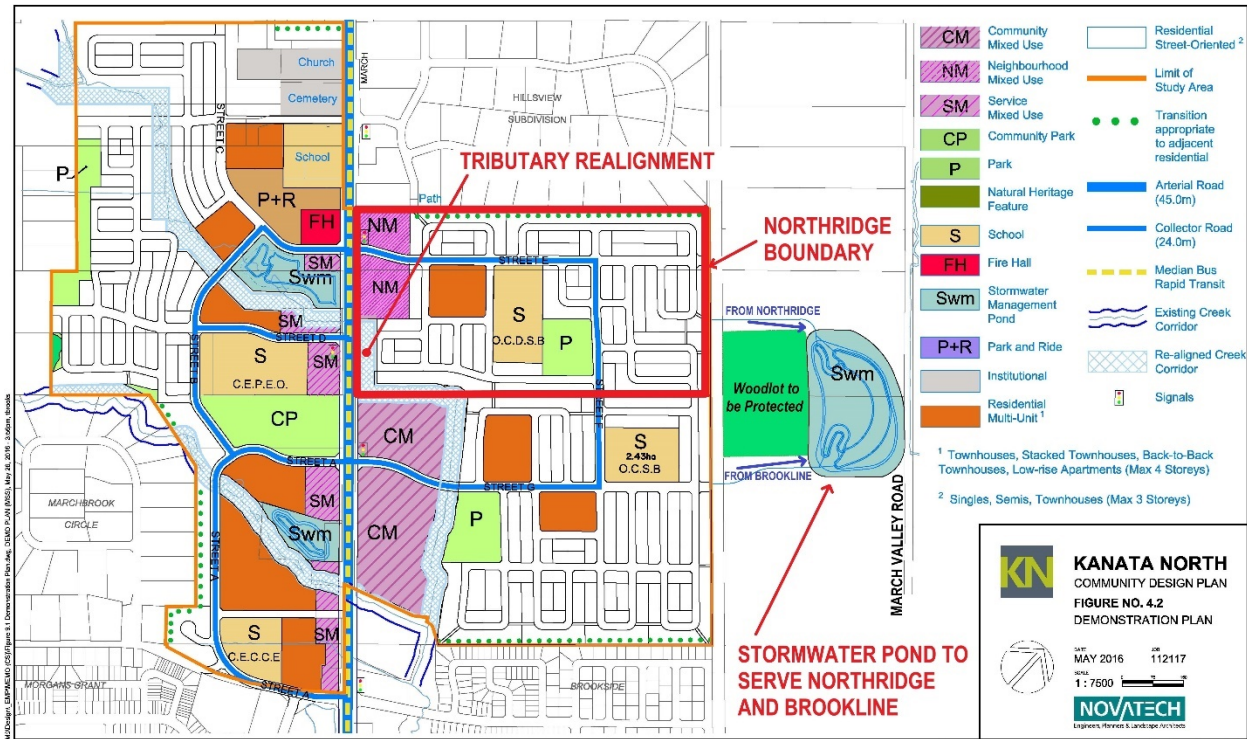 Church
Cemetery
School
STREET C
MARCH
HILLSVIEW
SUBDIVISION
TRIBUTARY REALIGNMENT
P
P+R
FH
Path
NM
NORTHRIDGE
BOUNDARY
SM
Swm
STREET E
NM
SM
STREET D
S
O.C.D.S.B
P
FROM NORTHRIDGE
STREET B
S
C.E.P.E.O.
SM
STREET F
Woodlot to
be Protected
Swm
CP
CM
S
2.43ha
O.C.S.B
STREET A
STREET G
FROM BROOKLINE
MARCHBROOK
CIRCLE
SM
Swm
CM
P
MARCH VALLEY ROAD
STREET A
S
C.E.C.C.E
SM
MORGANS GRANT
STREET A
BROOKSIDE
STORMWATER POND TO
SERVE NORTHRIDGE
AND BROOKLINE
CM Community
Mixed Use
NM Neighbourhood
Mixed Use
SM Service
Mixed Use
CP Community Park
P Park
Natural Heritage
Feature
S School
FH Fire Hall
Swm Stormwater
Management
Pond
P+R Park and Ride
Institutional
Residential
Multi-Unit 1
Residential
Street-Oriented 2
Limit of
Study Area
Transition
appropriate
to adjacent
residential
Arterial Road
(45.0m)
Collector Road
(24.0m)
Median Bus
Rapid Transit
Existing Creek
Corridor
Re-aligned Creek
Corridor
Signals
1 Townhouses, Stacked Townhouses, Back-to-Back
Townhouses, Low-rise Apartments (Max 4 Storeys)
2 Singles, Semis, Townhouses (Max 3 Storeys)
KN
KANATA NORTH
COMMUNITY DESIGN PLAN
FIGURE NO. 4.2
DEMONSTRATION PLAN
DATE
MAY 2016
JOB
112117
SCALE
1 : 7500
NOVATECH
Engineers, Planners & Landscape Architects